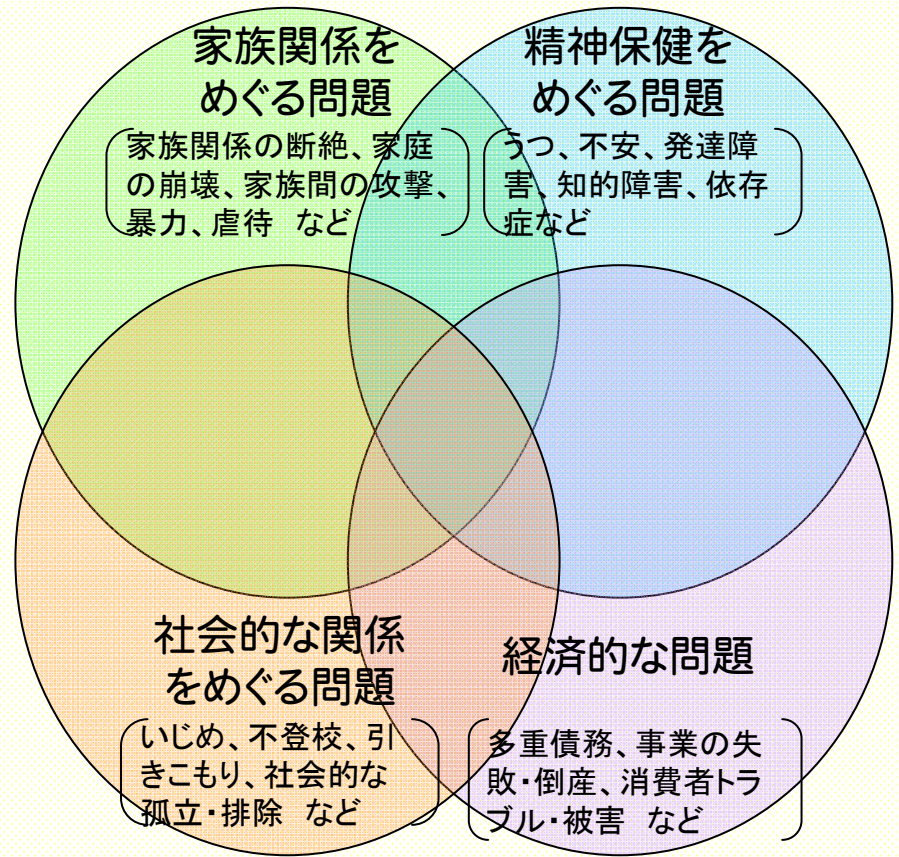 家族関係を
めぐる問題
家族関係の断絶、家庭
の崩壊、家族間の攻撃、
暴力、虐待　など
精神保健を
めぐる問題
うつ、不安、発達障
害、知的障害、依存
症など
社会的な関係
をめぐる問題
いじめ、不登校、引
きこもり、社会的な
孤立・排除　など
経済的な問題
多重債務、事業の失
敗・倒産、消費者トラ
ブル・被害　など